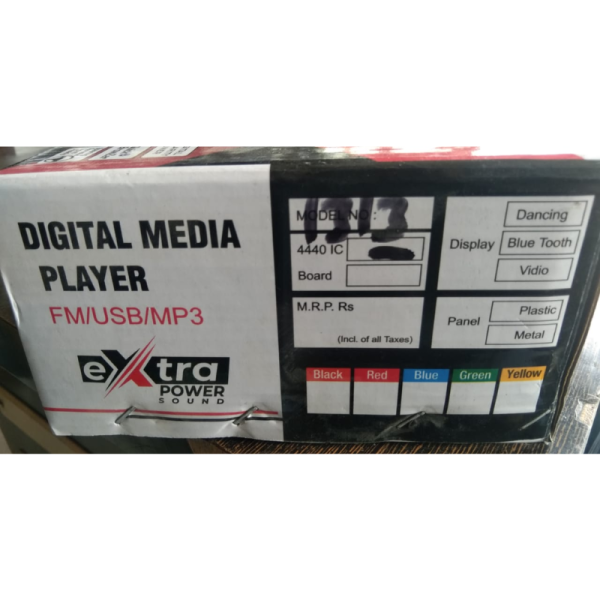 DIGITAL MEDIA
PLAYER
FM/USB/MP3
eXtra
POWER
SOUND
MODEL NO :
1313
4440 IC
Board
M.R.P. Rs
(Incl. of all Taxes)
Display
Dancing
Blue Tooth
Vidio
Panel
Plastic
Metal
Black Red Blue Green Yellow